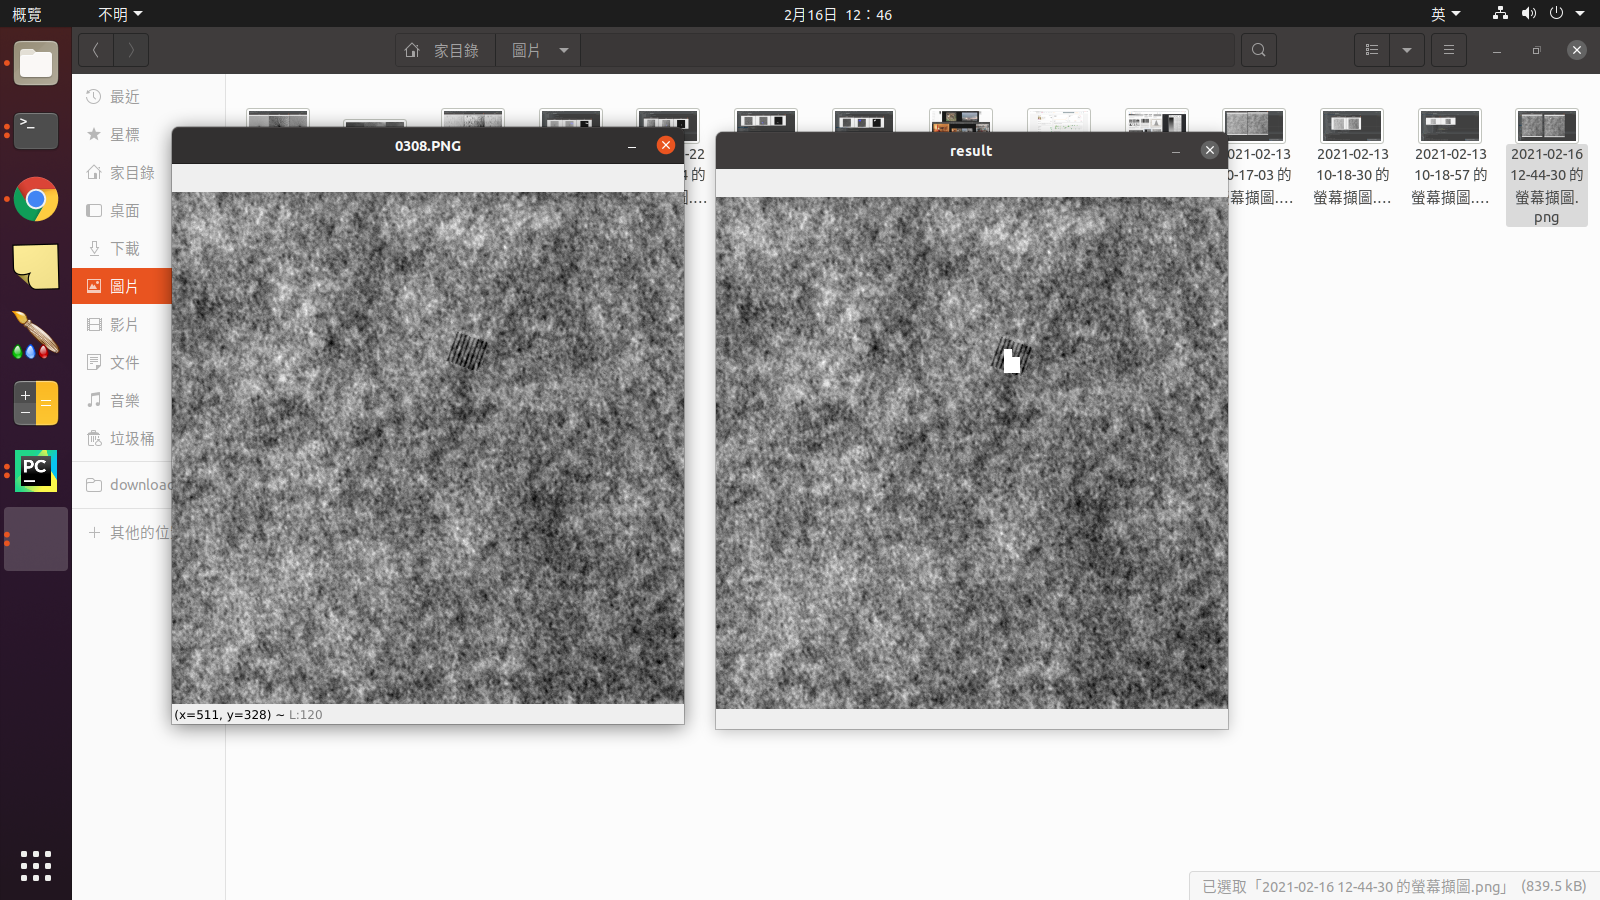 概覽
不明
2月16日 12：46
英
家目錄
圖片
最近
星標
家目錄
桌面
下載
圖片
影片
文件
音樂
垃圾桶
其他的位
0308.PNG
(x=511, y=328) ~ L:120
result
-22
4 的
圖.…
021-02-13
0-17-03 的
螢幕擷圖.…
2021-02-13
10-18-30 的
螢幕擷圖.…
2021-02-13
10-18-57 的
螢幕擷圖.…
2021-02-16
12-44-30 的
螢幕擷圖.
png
PC
已選取「2021-02-16 12-44-30 的螢幕擷圖.png」 (839.5 kB)